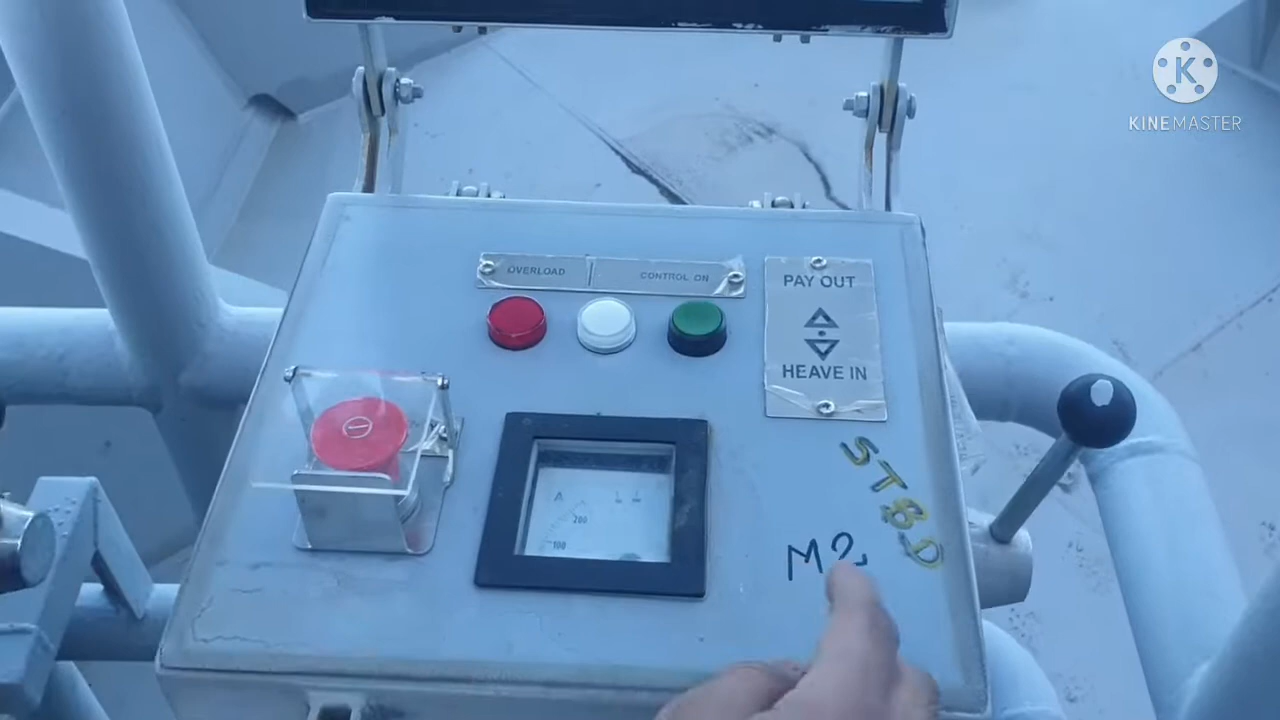 K
KINEMASTER
OVERLOAD
CONTROL ON
PAY OUT
HEAVE IN
A
200
100
STBD
M2